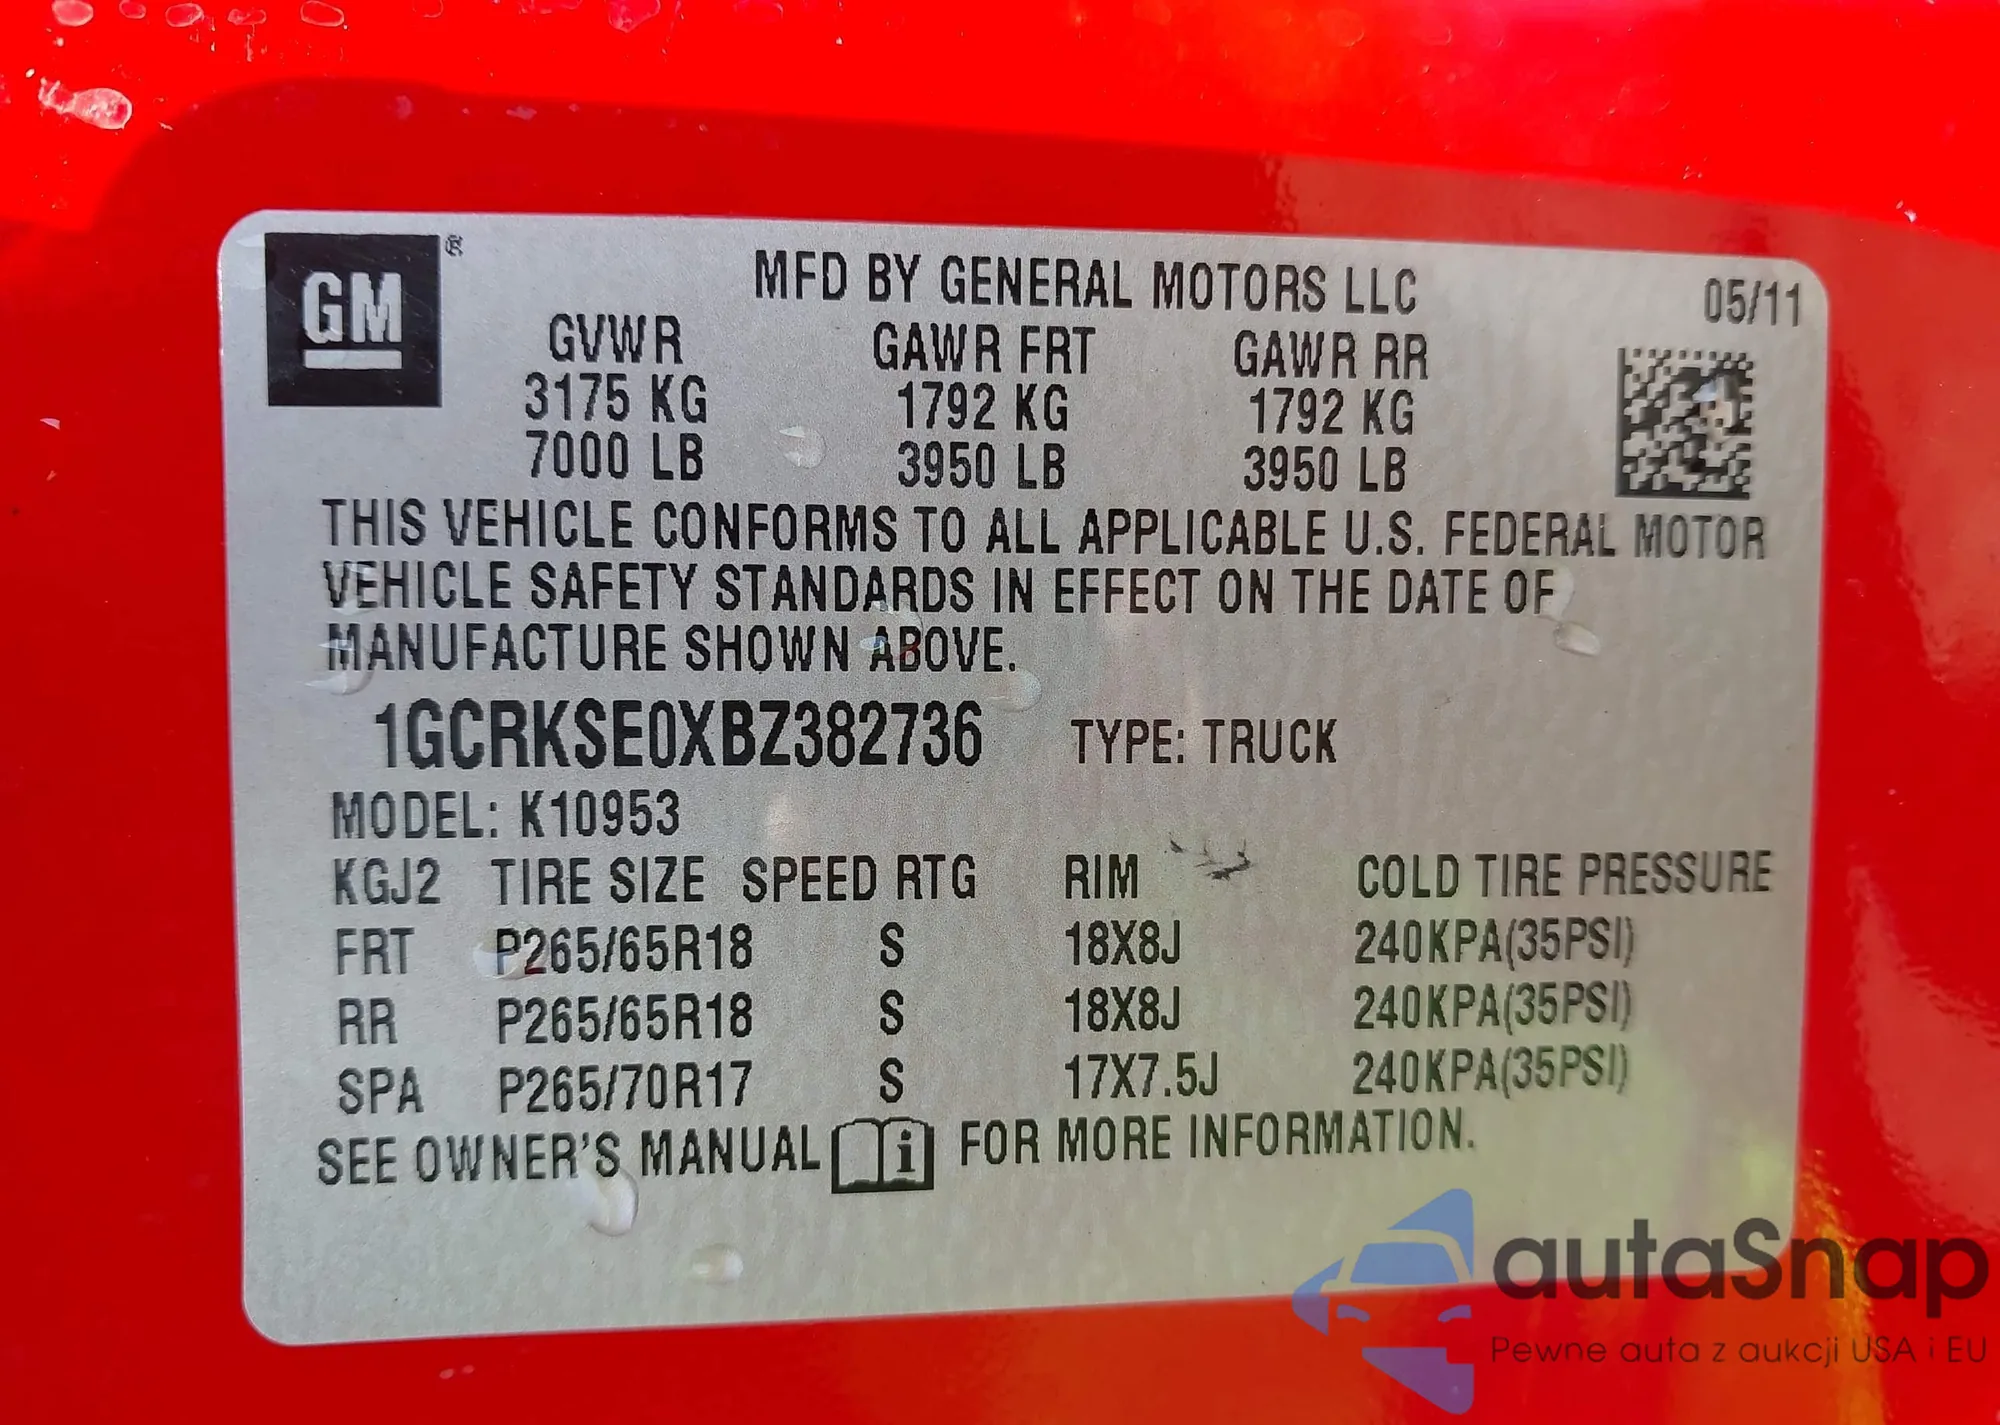 GM ®
MFD BY GENERAL MOTORS LLC 05/11
GVWR GAWR FRT GAWR RR
3175 KG 1792 KG 1792 KG
7000 LB 3950 LB 3950 LB
THIS VEHICLE CONFORMS TO ALL APPLICABLE U.S. FEDERAL MOTOR
VEHICLE SAFETY STANDARDS IN EFFECT ON THE DATE OF
MANUFACTURE SHOWN ABOVE.
1GCRKSE0XBZ382736 TYPE: TRUCK
MODEL: K10953
KGJ2 TIRE SIZE SPEED RTG RIM COLD TIRE PRESSURE
FRT P265/65R18 S 18X8J 240KPA(35PSI)
RR P265/65R18 S 18X8J 240KPA(35PSI)
SPA P265/70R17 S 17X7.5J 240KPA(35PSI)
SEE OWNER'S MANUAL i FOR MORE INFORMATION.
autaSnap
Pewne auta z aukcji USA i EU